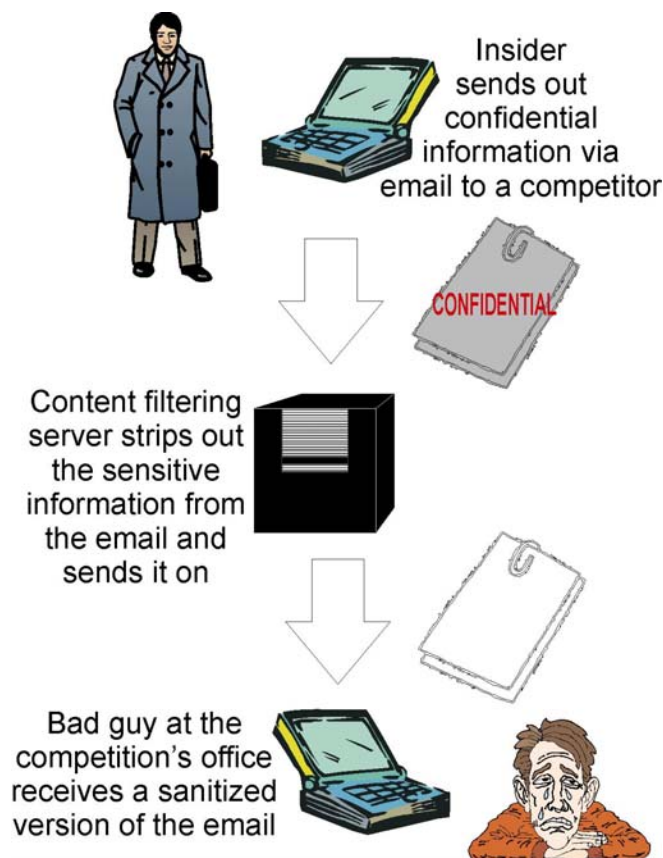 Insider
sends out
confidential
information via
email to a competitor
CONFIDENTIAL
Content filtering
server strips out
the sensitive
information from
the email and
sends it on
Bad guy at the
competition's office
receives a sanitized
version of the email